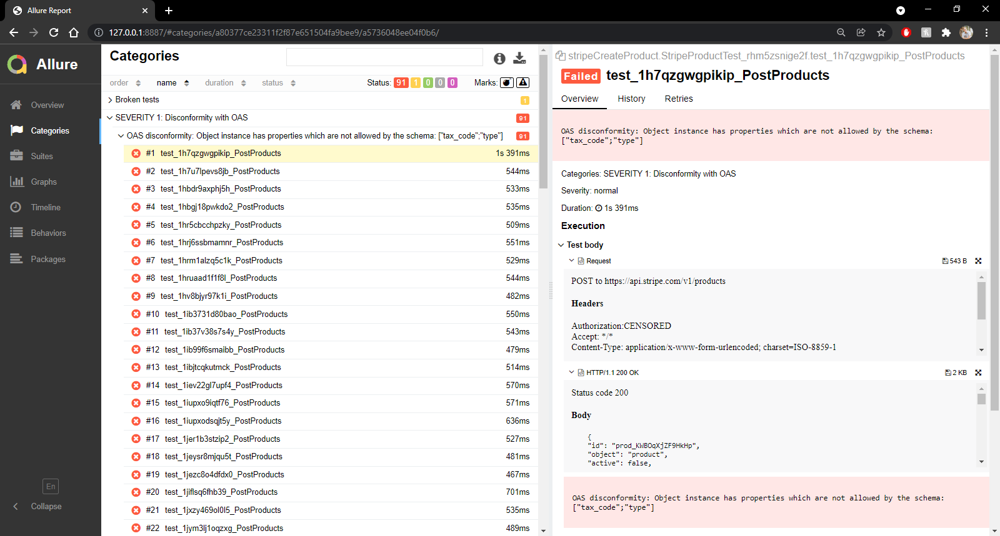 Allure Report
127.0.0.1:8887/#categories/a80377ce23311f2f87e651504fa9bee9/a5736048ee04f0b6/
Allure
Overview
Categories
Suites
Graphs
Timeline
Behaviors
Packages
En
Collapse
Categories
order name duration status Status: 91 1 0 0 0 Marks:
Broken tests 1
SEVERITY 1: Disconformity with OAS 91
OAS disconformity: Object instance has properties which are not allowed by the schema: ["tax_code";"type"] 91
#1 test_1h7qzgwgpikip_PostProducts 1s 391ms
#2 test_1h7u7lpevs8jb_PostProducts 544ms
#3 test_1hbdr9axphj5h_PostProducts 533ms
#4 test_1hbgj18pwkdo2_PostProducts 535ms
#5 test_1hr5cbcchpzky_PostProducts 509ms
#6 test_1hrj6ssbmamnr_PostProducts 551ms
#7 test_1hrm1alzq5c1k_PostProducts 529ms
#8 test_1hruaad1f1f8l_PostProducts 544ms
#9 test_1hv8bjyr97k1i_PostProducts 482ms
#10 test_1ib3731d80bao_PostProducts 550ms
#11 test_1ib37v38s7s4y_PostProducts 543ms
#12 test_1ib99f6smaibb_PostProducts 479ms
#13 test_1ibjtcqkutmck_PostProducts 514ms
#14 test_1iev22gl7upf4_PostProducts 570ms
#15 test_1iupxo9iqtf76_PostProducts 571ms
#16 test_1iupxodsqjt5y_PostProducts 636ms
#17 test_1jer1b3stzip2_PostProducts 527ms
#18 test_1jeysr8mjqu5t_PostProducts 481ms
#19 test_1jezc8o4dfdx0_PostProducts 467ms
#20 test_1jiflsq6fhb39_PostProducts 701ms
#21 test_1jxzy469ol0l5_PostProducts 535ms
#22 test_1jym3lj1oqzxg_PostProducts 489ms
stripeCreateProduct.StripeProductTest_rhm5zsnige2f.test_1h7qzgwgpikip_PostProducts
Failed test_1h7qzgwgpikip_PostProducts
Overview History Retries
OAS disconformity: Object instance has properties which are not allowed by the schema:
["tax_code";"type"]
Categories: SEVERITY 1: Disconformity with OAS
Severity: normal
Duration: 1s 391ms
Execution
Test body
Request 543 B
POST to https://api.stripe.com/v1/products
Headers
Authorization:CENSORED
Accept: */*
Content-Type: application/x-www-form-urlencoded; charset=ISO-8859-1
HTTP/1.1 200 OK 2 KB
Status code 200
Body
{
"id": "prod_KWBOqXjZF9HkHp",
"object": "product",
"active": false,
OAS disconformity: Object instance has properties which are not allowed by the schema:
["tax_code";"type"]